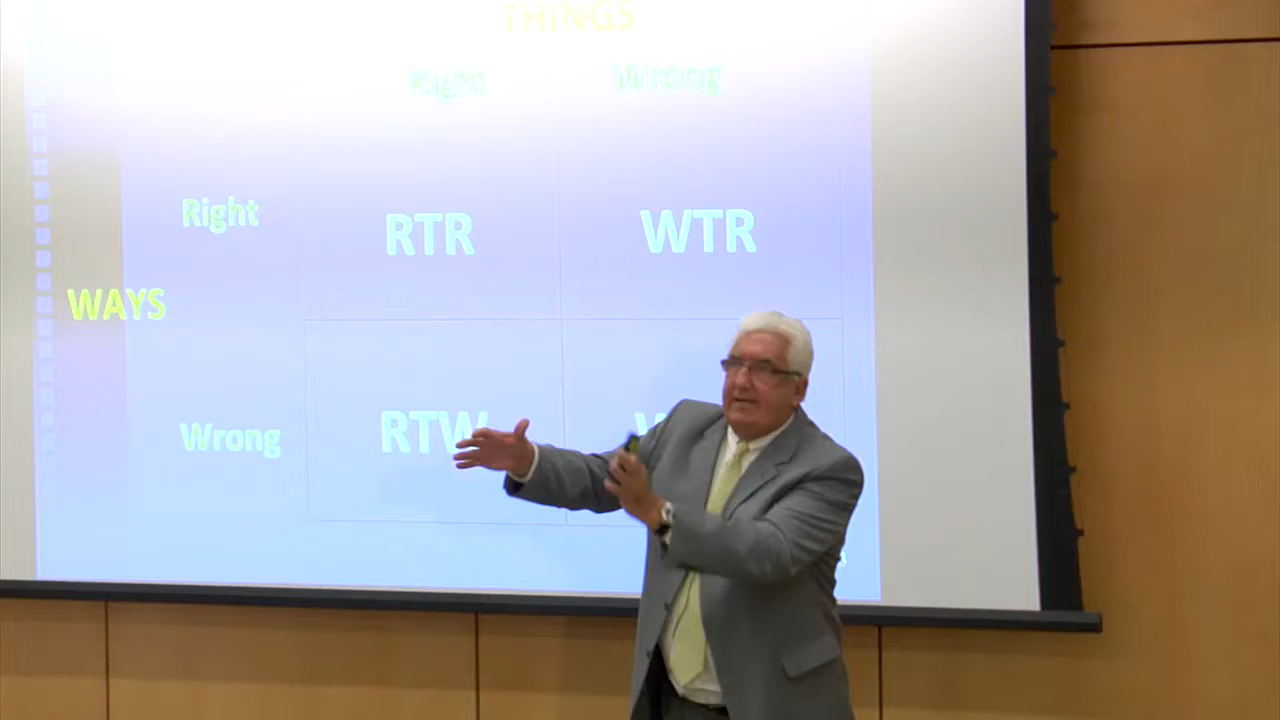 THINGS
Right Wrong
Right RTR WTR
WAYS
Wrong RTW